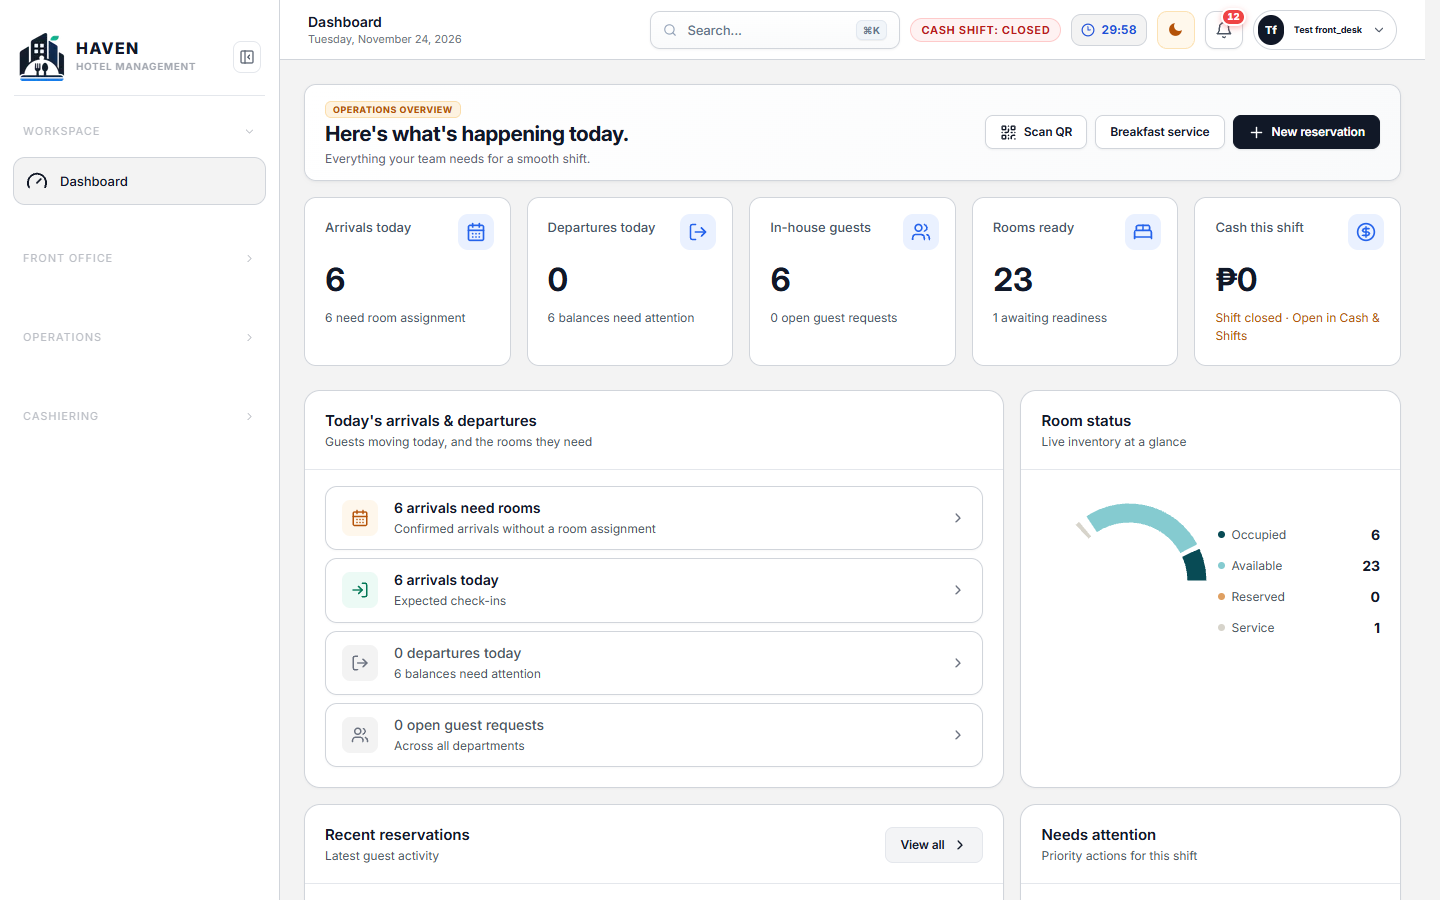 HAVEN
HOTEL MANAGEMENT
WORKSPACE
Dashboard
FRONT OFFICE
OPERATIONS
CASHIERING
Dashboard
Tuesday, November 24, 2026
Search...
⌘K
CASH SHIFT: CLOSED
29:58
12
Tf
Test front_desk
OPERATIONS OVERVIEW
Here's what's happening today.
Everything your team needs for a smooth shift.
Scan QR
Breakfast service
New reservation
Arrivals today
6
6 need room assignment
Departures today
0
6 balances need attention
In-house guests
6
0 open guest requests
Rooms ready
23
1 awaiting readiness
Cash this shift
₱0
Shift closed · Open in Cash &
Shifts
Today's arrivals & departures
Guests moving today, and the rooms they need
6 arrivals need rooms
Confirmed arrivals without a room assignment
6 arrivals today
Expected check-ins
0 departures today
6 balances need attention
0 open guest requests
Across all departments
Room status
Live inventory at a glance
Occupied 6
Available 23
Reserved 0
Service 1
Recent reservations
Latest guest activity
View all
Needs attention
Priority actions for this shift